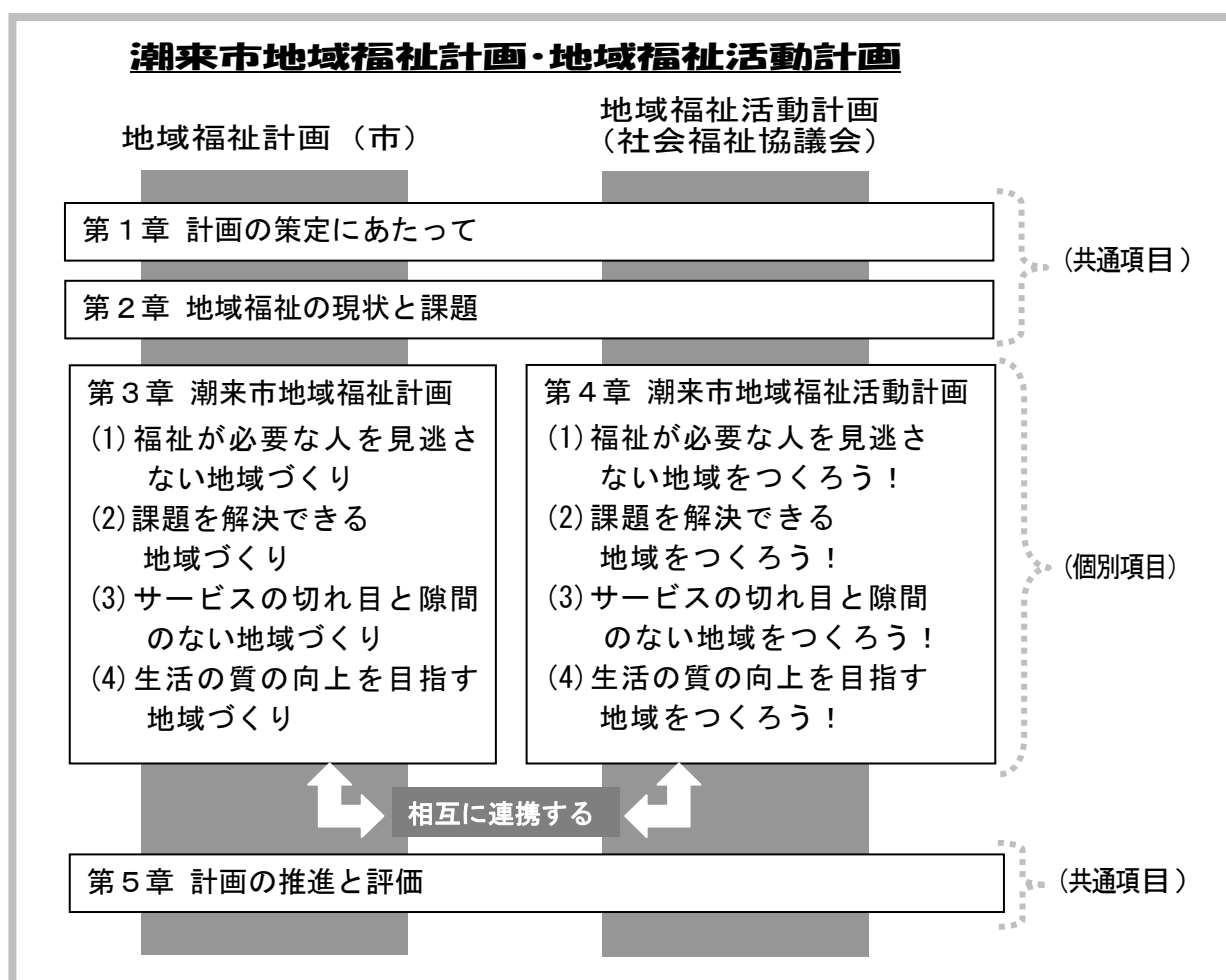 潮来市地域福祉計画・地域福祉活動計画
地域福祉計画（市）
地域福祉活動計画
（社会福祉協議会）
第１章 計画の策定にあたって
第２章 地域福祉の現状と課題
（共通項目）
第３章 潮来市地域福祉計画
(1)福祉が必要な人を見逃さ
ない地域づくり
(2)課題を解決できる
地域づくり
(3)サービスの切れ目と隙間
のない地域づくり
(4)生活の質の向上を目指す
地域づくり
第４章 潮来市地域福祉活動計画
(1)福祉が必要な人を見逃さ
ない地域をつくろう！
(2)課題を解決できる
地域をつくろう！
(3)サービスの切れ目と隙間
のない地域をつくろう！
(4)生活の質の向上を目指す
地域をつくろう！
（個別項目）
相互に連携する
第５章 計画の推進と評価
（共通項目）